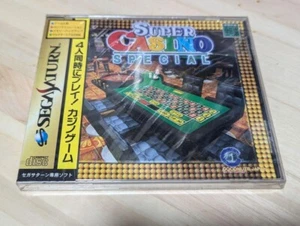 SEGA SATURN
4人同時にプレイ！カジノゲーム
セガサターン専用ソフト
SUPER
CASINO
SPECIAL